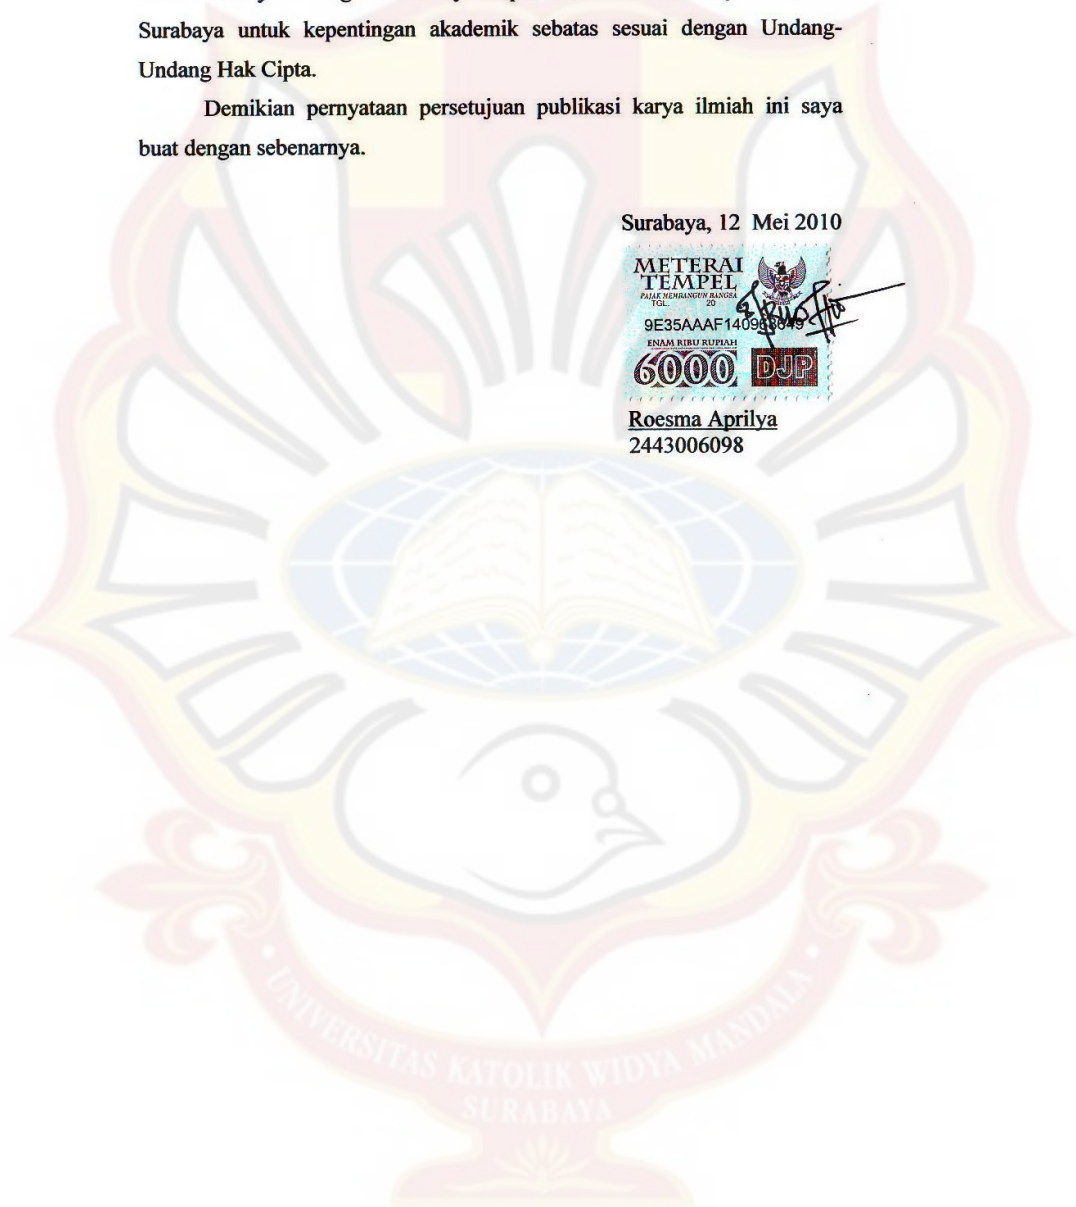 Surabaya untuk kepentingan akademik sebatas sesuai dengan Undang-
Undang Hak Cipta.
Demikian pernyataan persetujuan publikasi karya ilmiah ini saya
buat dengan sebenarnya.
Surabaya, 12 Mei 2010
METERAI
TEMPEL
PAJAK MEMBANGUN BANGSA
TGL. 20
9E35AAAF140968649
ENAM RIBU RUPIAH
6000 DJP
Roesma Aprilya
2443006098
UNIVERSITAS KATOLIK WIDYA MANDALA
SURABAYA